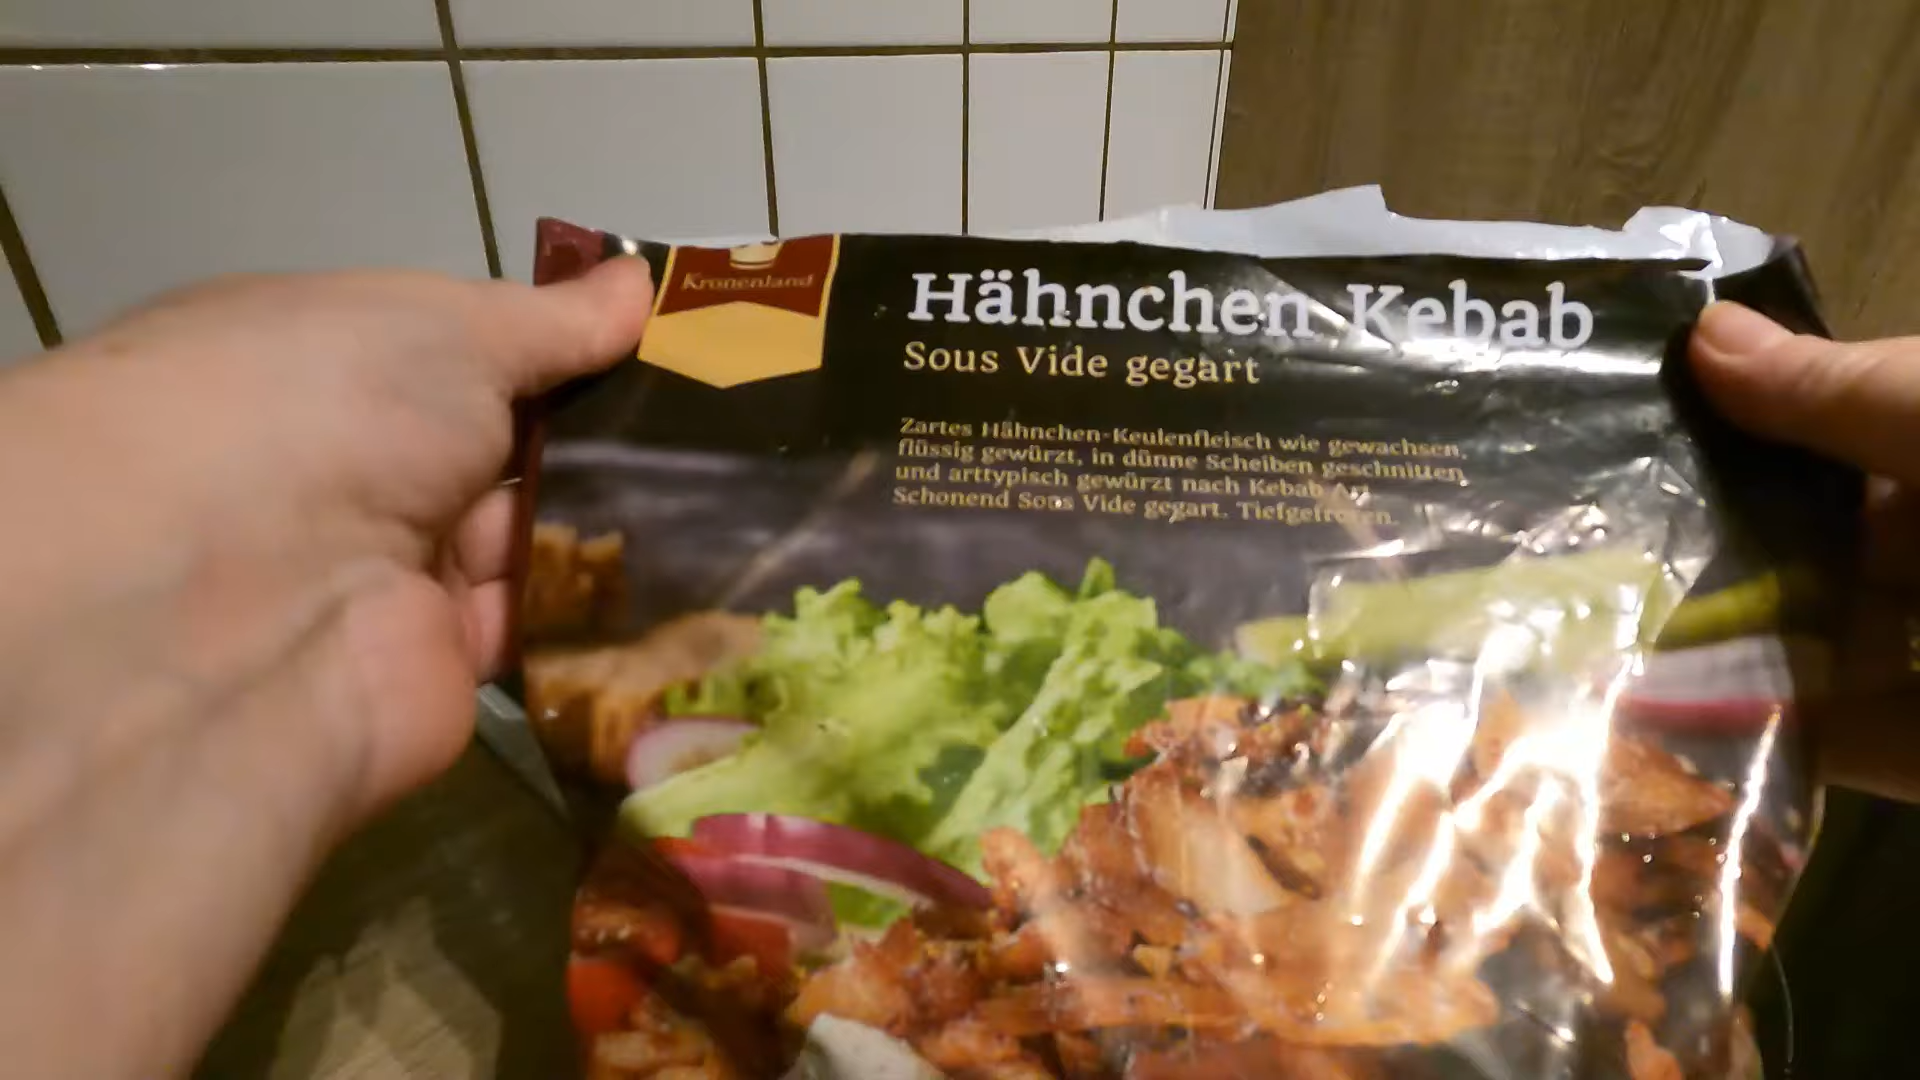 Kronenland
Hähnchen Kebab
Sous Vide gegart
Zartes Hähnchen-Keulenfleisch wie gewachsen,
flüssig gewürzt, in dünne Scheiben geschnitten
und arttypisch gewürzt nach Kebab Art.
Schonend Sous Vide gegart. Tiefgefroren.